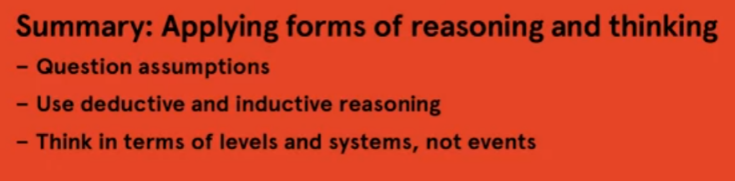 Summary: Applying forms of reasoning and thinking
– Question assumptions
– Use deductive and inductive reasoning
– Think in terms of levels and systems, not events